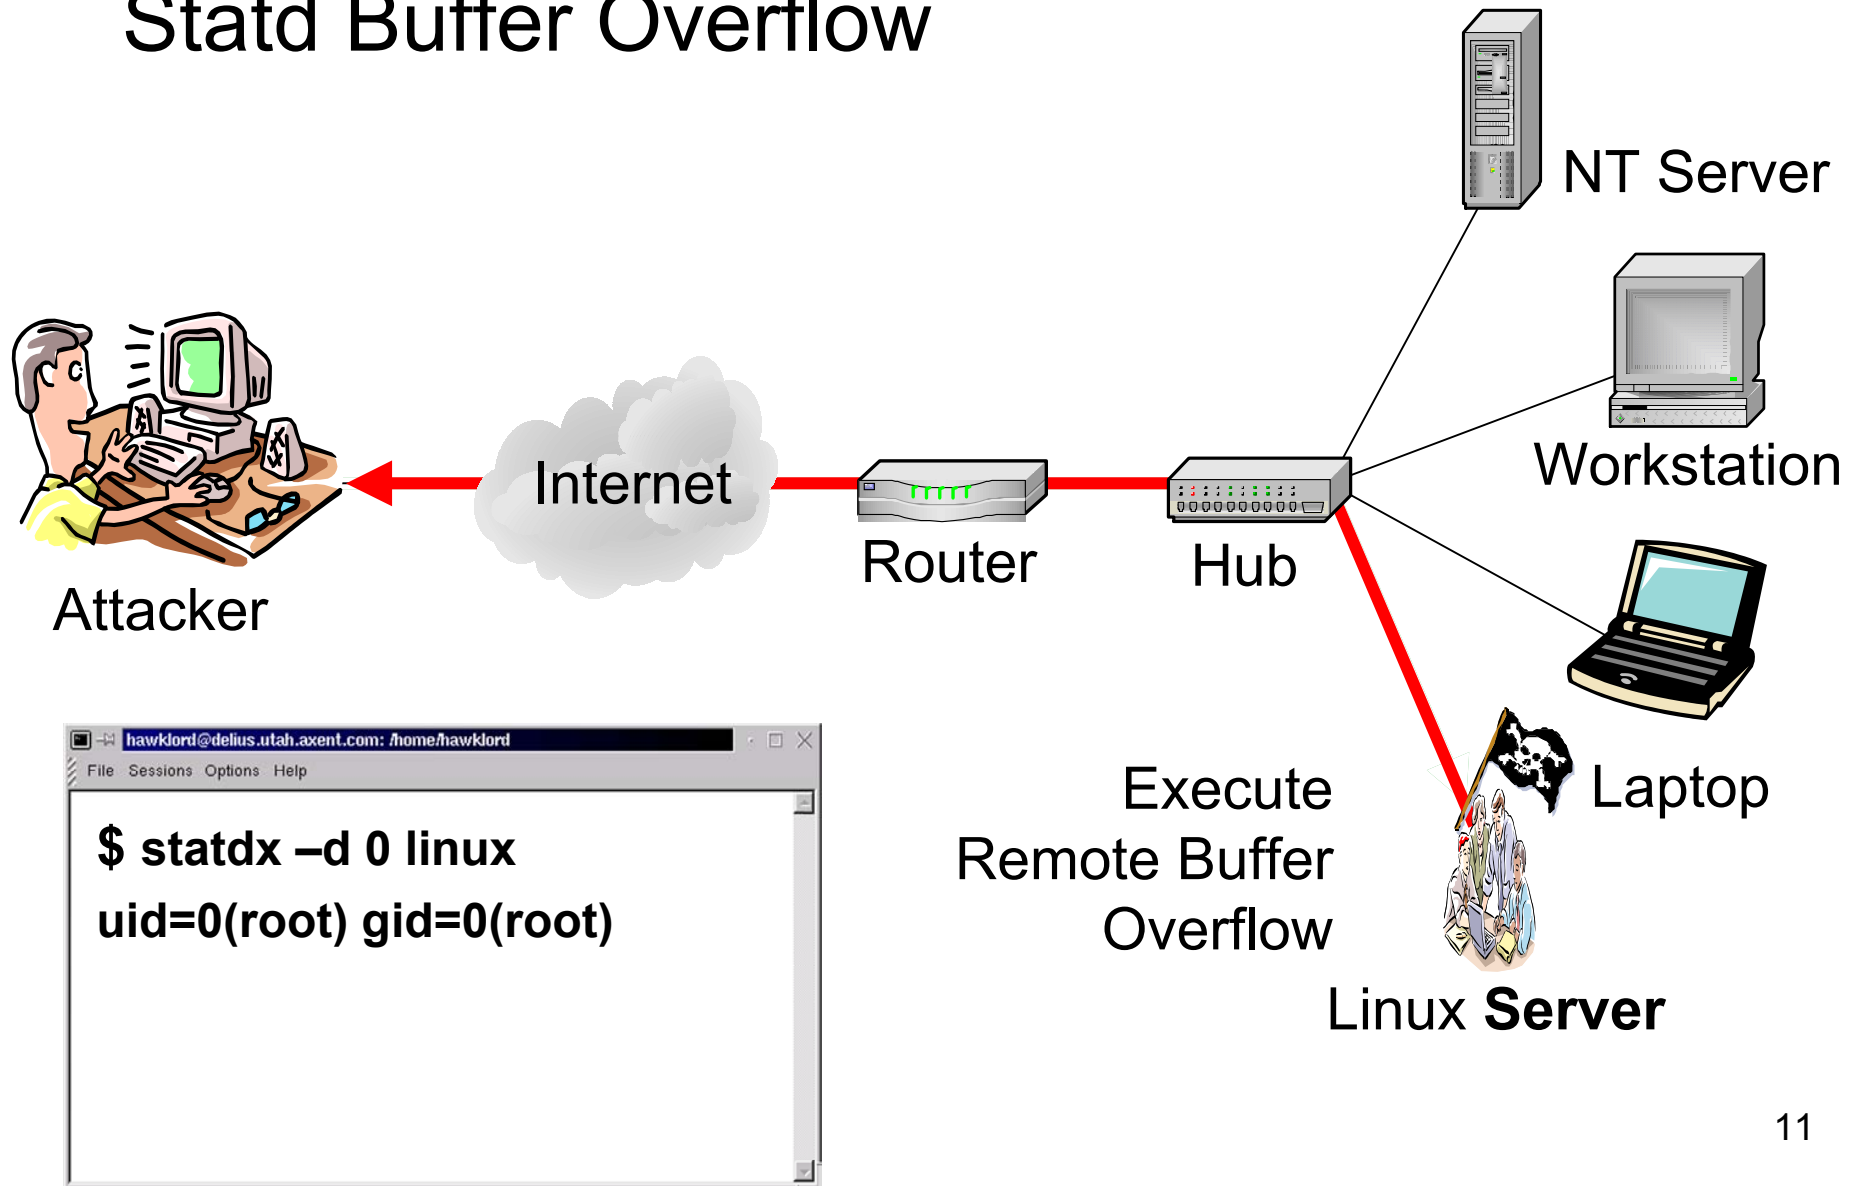 Statd Buffer Overflow
NT Server
Workstation
Internet
Router
Hub
Attacker
Laptop
Execute
Remote Buffer
Overflow
Linux Server
hawklord@delius.utah.axent.com: /home/hawklord
File Sessions Options Help
$ statdx –d 0 linux
uid=0(root) gid=0(root)
11